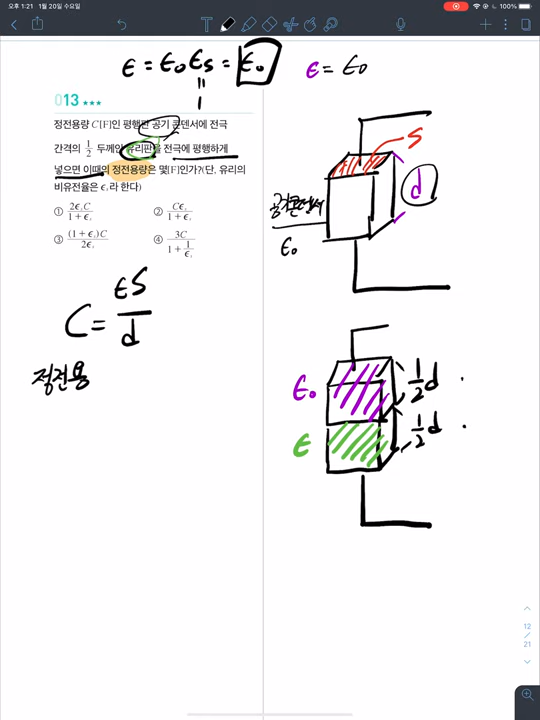 오후 1:21 1월 20일 수요일
100%
ε = ε₀εs = ε₀
=
1
ε = ε₀
013 ★★★
정전용량 C[F]인 평행판 공기 콘덴서에 전극
간격의 1/2 두께인 유리판을 전극에 평행하게
넣으면 이때의 정전용량은 몇[F]인가?(단, 유리의
비유전율은 εs라 한다)
① 2εsC/1+εs ② Cεs/1+εs
③ (1+εs)C/2εs ④ 3C/1+1/εs
S
d
공기콘덴서
ε₀
C = εS/d
정전용
ε₀ 1/2 d
ε 1/2 d
12
/
21